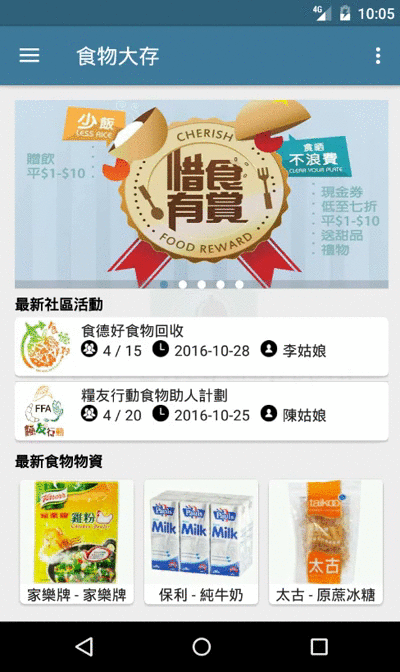 4G 10:05
食物大存
少飯
LESS RICE
贈飲
平$1-$10
CHERISH
惜食
有賞
FOOD REWARD
食晒
不浪費
CLEAR YOUR PLATE
現金券
低至七折
平$1-$10
送甜品
禮物
最新社區活動
食德好食物回收
4 / 15 2016-10-28 李姑娘
FFA
糧友行動
糧友行動食物助人計劃
4 / 20 2016-10-25 陳姑娘
最新食物物資
Knorr
家樂牌
雞粉
Pauls
Milk
Pauls
Milk
Pauls
Milk
taikoo
太古
家樂牌 - 家樂牌
保利 - 純牛奶
太古 - 原蔗冰糖